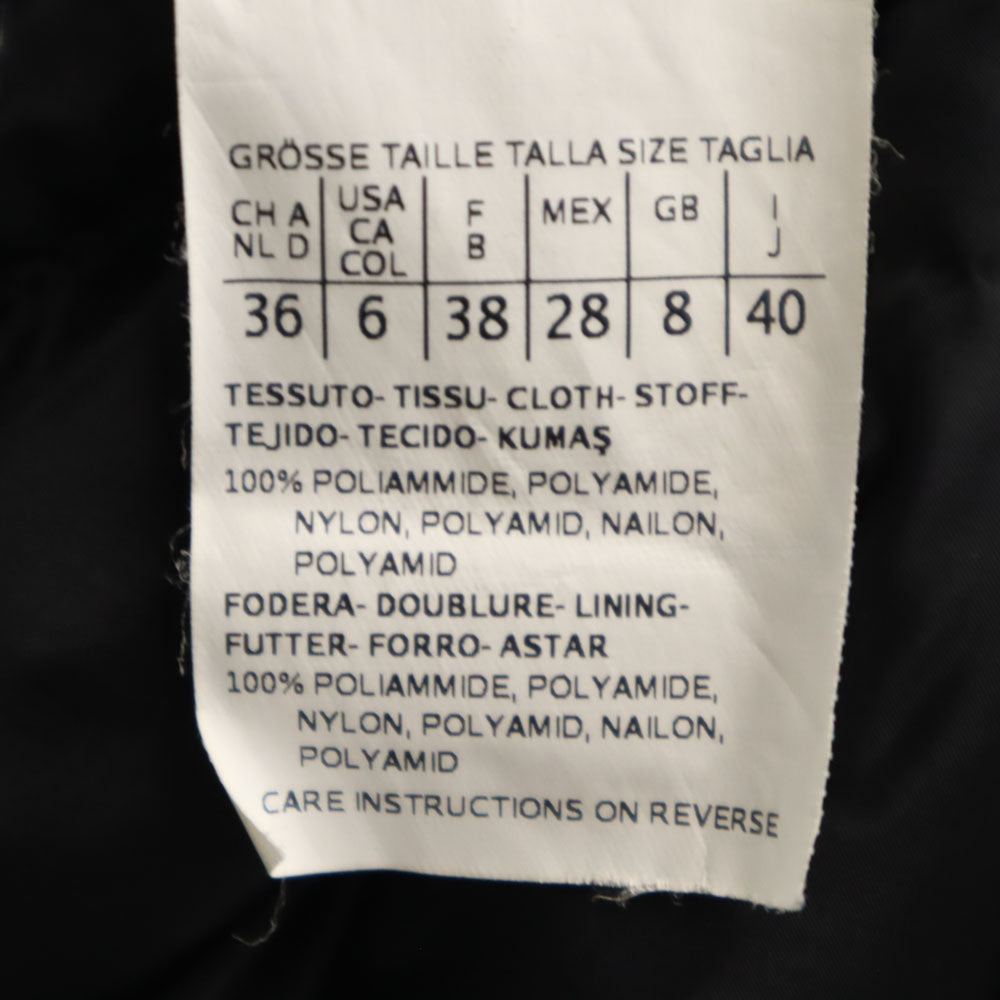 GRÖSSE TAILLE TALLA SIZE TAGLIA
CH A
NL D
USA
CA
COL
F
B
MEX
GB
I
J
36 6 38 28 8 40
TESSUTO- TISSU- CLOTH- STOFF-
TEJIDO- TECIDO- KUMAŞ
100% POLIAMMIDE, POLYAMIDE,
NYLON, POLYAMID, NAILON,
POLYAMID
FODERA- DOUBLURE- LINING-
FUTTER- FORRO- ASTAR
100% POLIAMMIDE, POLYAMIDE,
NYLON, POLYAMID, NAILON,
POLYAMID
CARE INSTRUCTIONS ON REVERSE